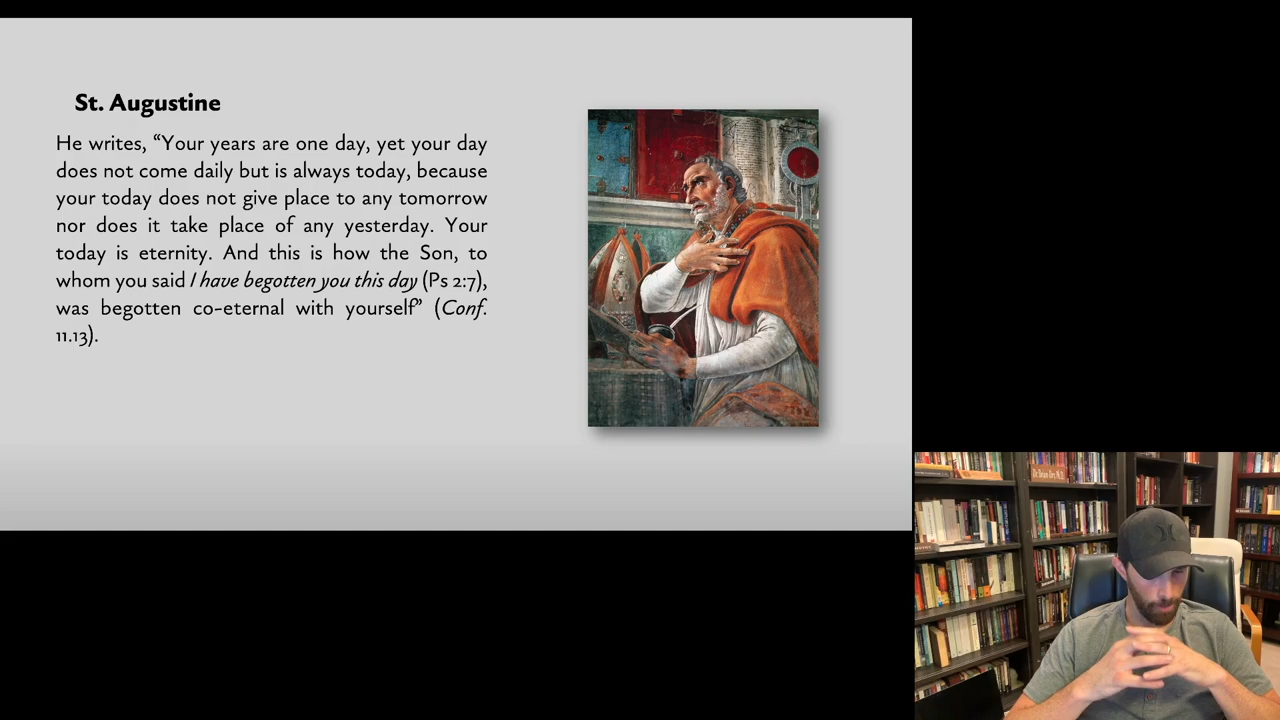 St. Augustine
He writes, “Your years are one day, yet your day
does not come daily but is always today, because
your today does not give place to any tomorrow
nor does it take place of any yesterday. Your
today is eternity. And this is how the Son, to
whom you said I have begotten you this day (Ps 2:7),
was begotten co-eternal with yourself” (Conf.
11.13).